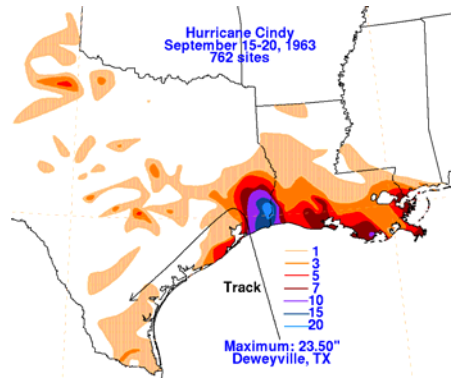 Hurricane Cindy
September 15-20, 1963
762 sites
1
3
5
7
10
15
20
Track
Maximum: 23.50"
Deweyville, TX